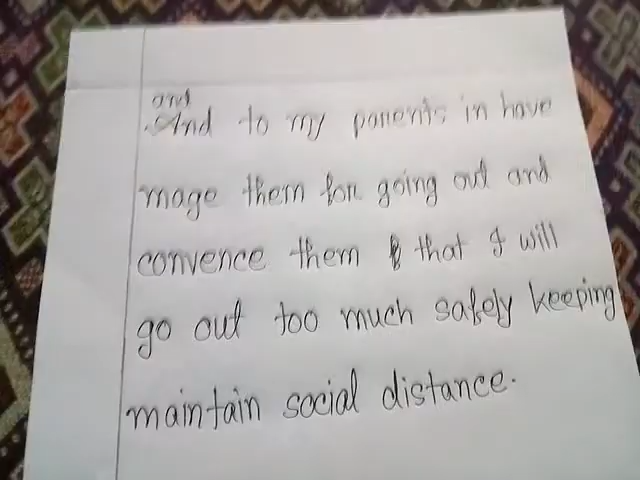 and
And to my parents in have
mage them for going out and
convence them that I will
go out too much safely keeping
maintain social distance.